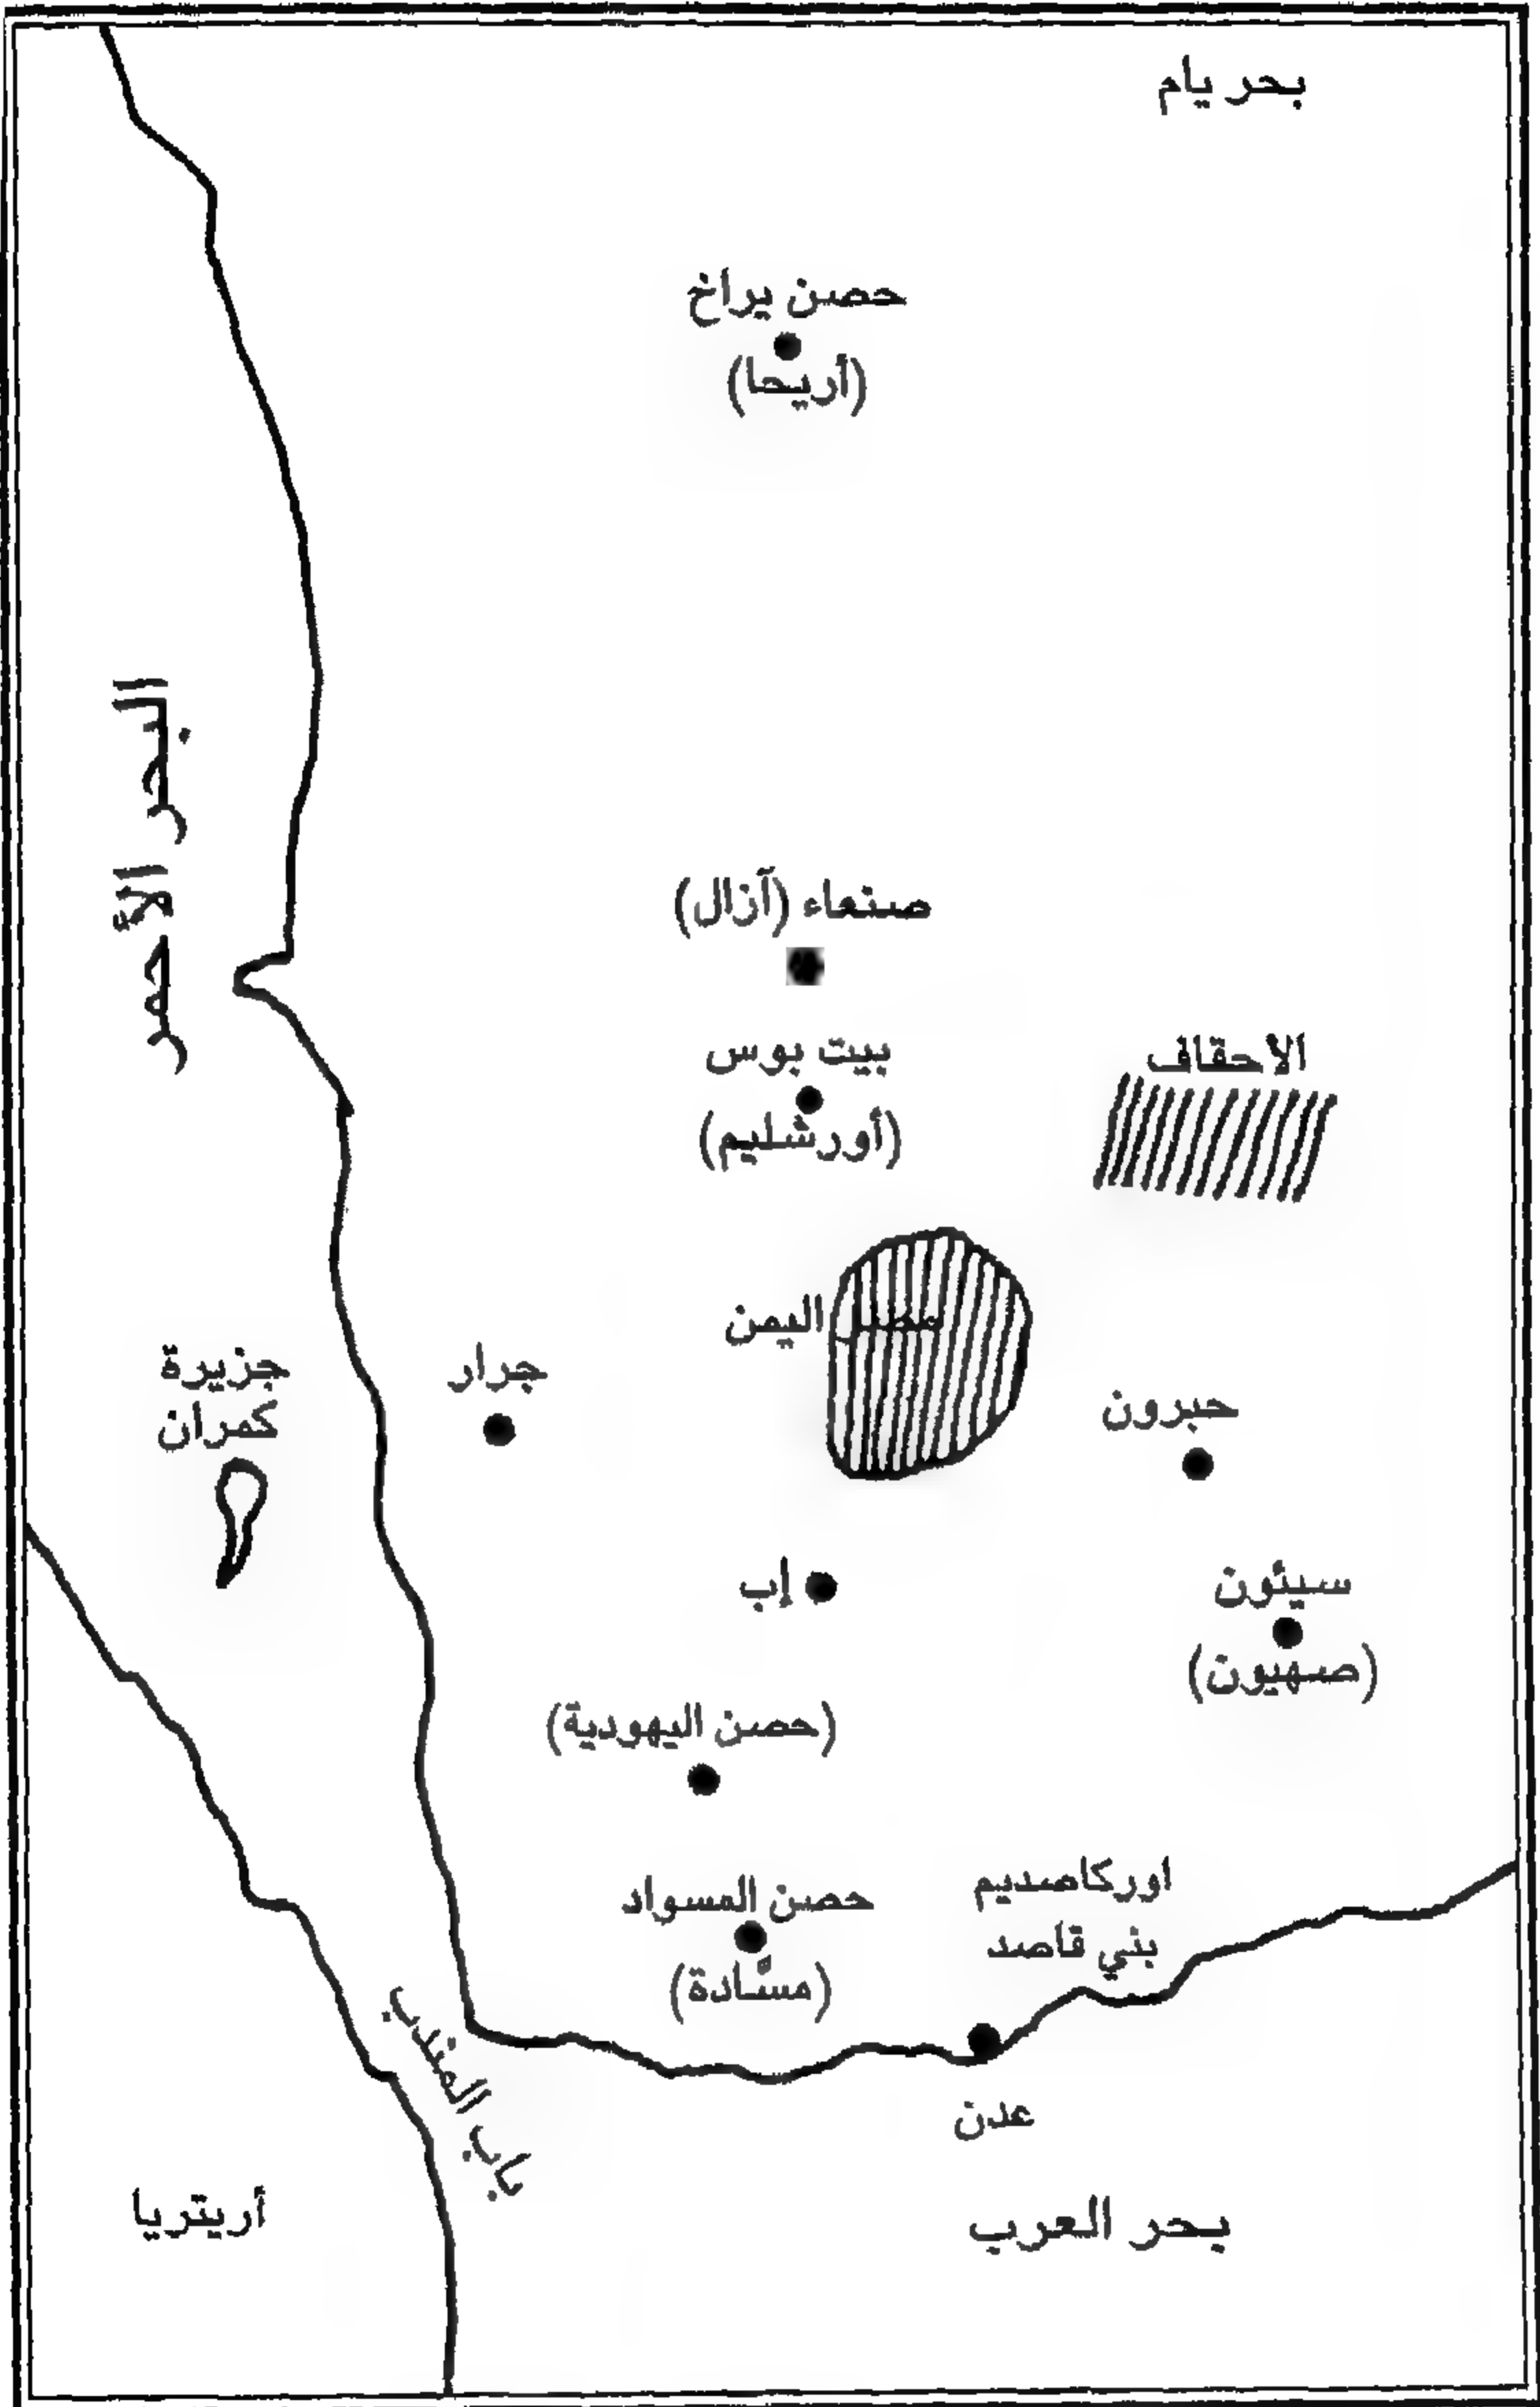 بحر يام
حصن يراخ
(أريحا)
البحر الأحمر
صنعاء (آزال)
بيت بوس
(أورشليم)
الاحقاف
اليمن
جزيرة
كمران
جرار
حبرون
إب
سيئون
(صهيون)
(حصن اليهودية)
حصن المسواد
(مسّادة)
اوركاصديم
بني قاصد
باب المندب
عدن
أريتريا
بحر العرب